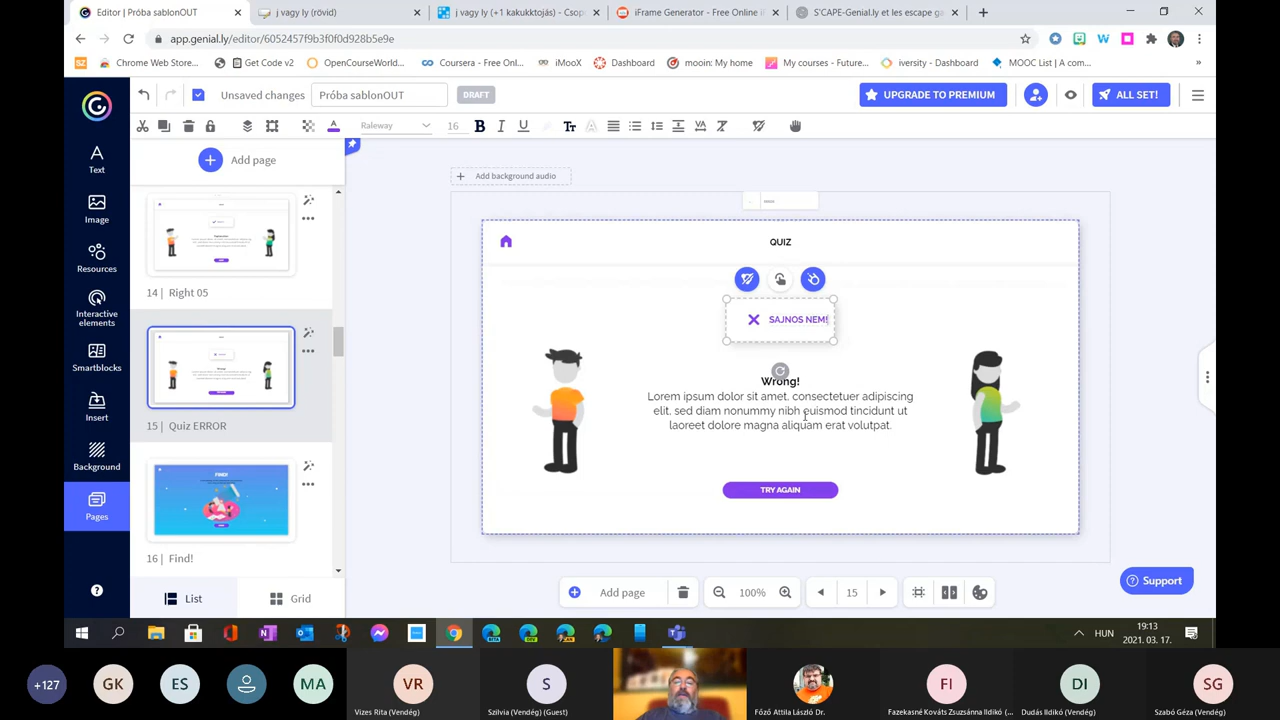 Editor | Próba sablonOUT
j vagy ly (rövid)
j vagy ly (+1 kakukktojás) - Csop
iFrame Generator - Free Online i
S'CAPE-Genial.ly et les escape ga
app.genial.ly/editor/6052457f9b3f0f0d928b5e9e
Chrome Web Store...
Get Code v2
OpenCourseWorld...
Coursera - Free Onl...
iMooX
Dashboard
mooin: My home
My courses - Future...
iversity - Dashboard
MOOC List | A com...
Unsaved changes
Próba sablonOUT
DRAFT
UPGRADE TO PREMIUM
ALL SET!
Raleway
16
Text
Image
Resources
Interactive
elements
Smartblocks
Insert
Background
Pages
Add page
14 | Right 05
15 | Quiz ERROR
FIND!
16 | Find!
List
Grid
Add background audio
QUIZ
SAJNOS NEM!
Wrong!
Lorem ipsum dolor sit amet, consectetuer adipiscing
elit, sed diam nonummy nibh euismod tincidunt ut
laoreet dolore magna aliquam erat volutpat.
TRY AGAIN
Add page
100%
15
Support
HUN
19:13
2021. 03. 17.
+127
GK
ES
MA
VR
Vizes Rita (Vendég)
S
Szilvia (Vendég) (Guest)
Főző Attila László Dr.
FI
Fazekasné Kováts Zsuzsánna Ildikó (...
DI
Dudás Ildikó (Vendég)
SG
Szabó Géza (Vendég)